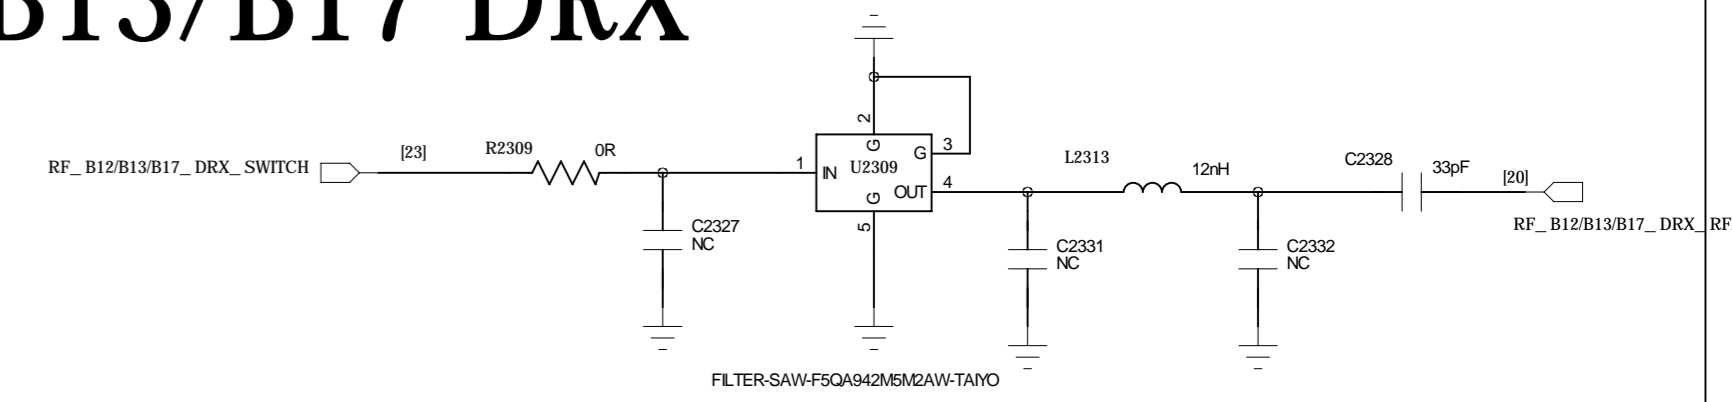 B13/B17 DRX
RF_ B12/B13/B17_ DRX_ SWITCH
[23]
R2309
0R
C2327
NC
1
2
3
4
5
IN
G
G
G
U2309
OUT
L2313
12nH
C2331
NC
C2332
NC
C2328
33pF
[20]
RF_ B12/B13/B17_ DRX_ RF
FILTER-SAW-F5QA942M5M2AW-TAIYO